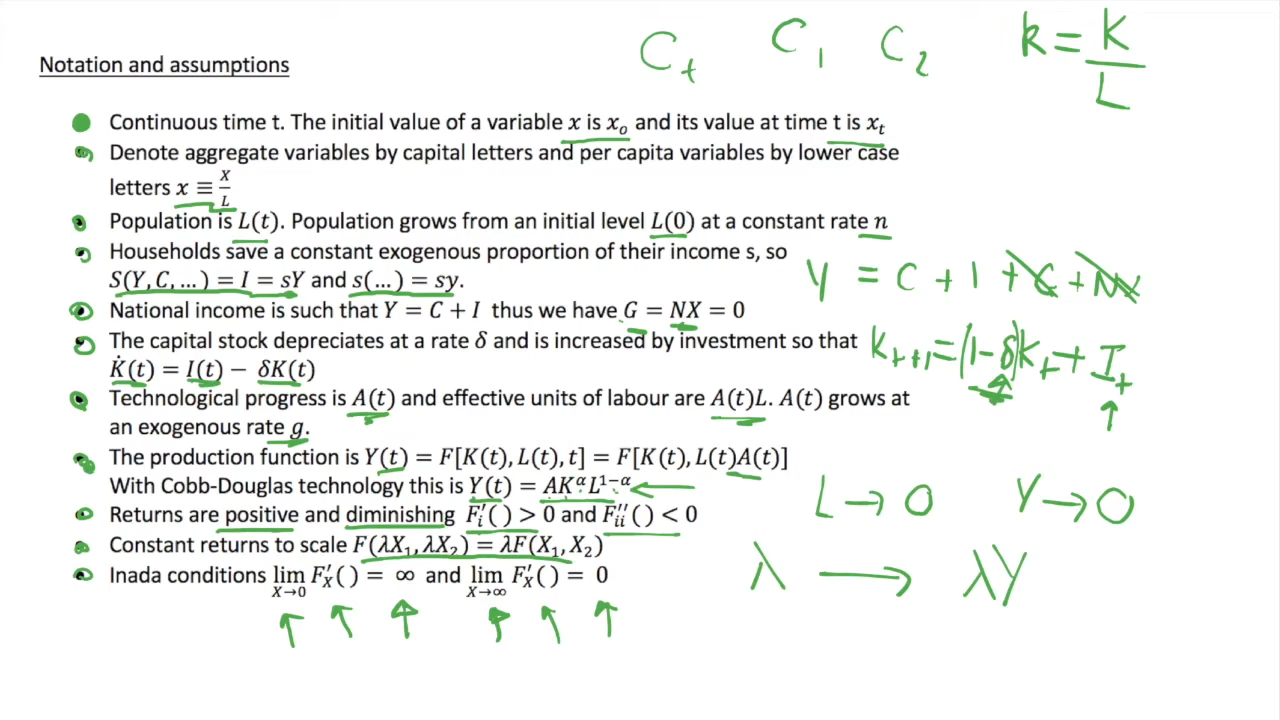 C_t C_1 C_2 k = K/L
Notation and assumptions
Continuous time t. The initial value of a variable x is x_o and its value at time t is x_t
Denote aggregate variables by capital letters and per capita variables by lower case
letters x ≡ X/L
Population is L(t). Population grows from an initial level L(0) at a constant rate n
Households save a constant exogenous proportion of their income s, so
S(Y, C, …) = I = sY and s(…) = sy.
Y = C + I + G + NX
National income is such that Y = C + I thus we have G = NX = 0
The capital stock depreciates at a rate δ and is increased by investment so that
K̇(t) = I(t) − δK(t)
K_{t+1} = (1 - δ)K_t + I_t
Technological progress is A(t) and effective units of labour are A(t)L. A(t) grows at
an exogenous rate g.
The production function is Y(t) = F[K(t), L(t), t] = F[K(t), L(t)A(t)]
With Cobb-Douglas technology this is Y(t) = AK^α L^{1−α}
L → 0 Y → 0
Returns are positive and diminishing F_i′( ) > 0 and F_ii″( ) < 0
Constant returns to scale F(λX_1, λX_2) = λF(X_1, X_2)
λ → λY
Inada conditions lim_{X→0} F_X′( ) = ∞ and lim_{X→∞} F_X′( ) = 0